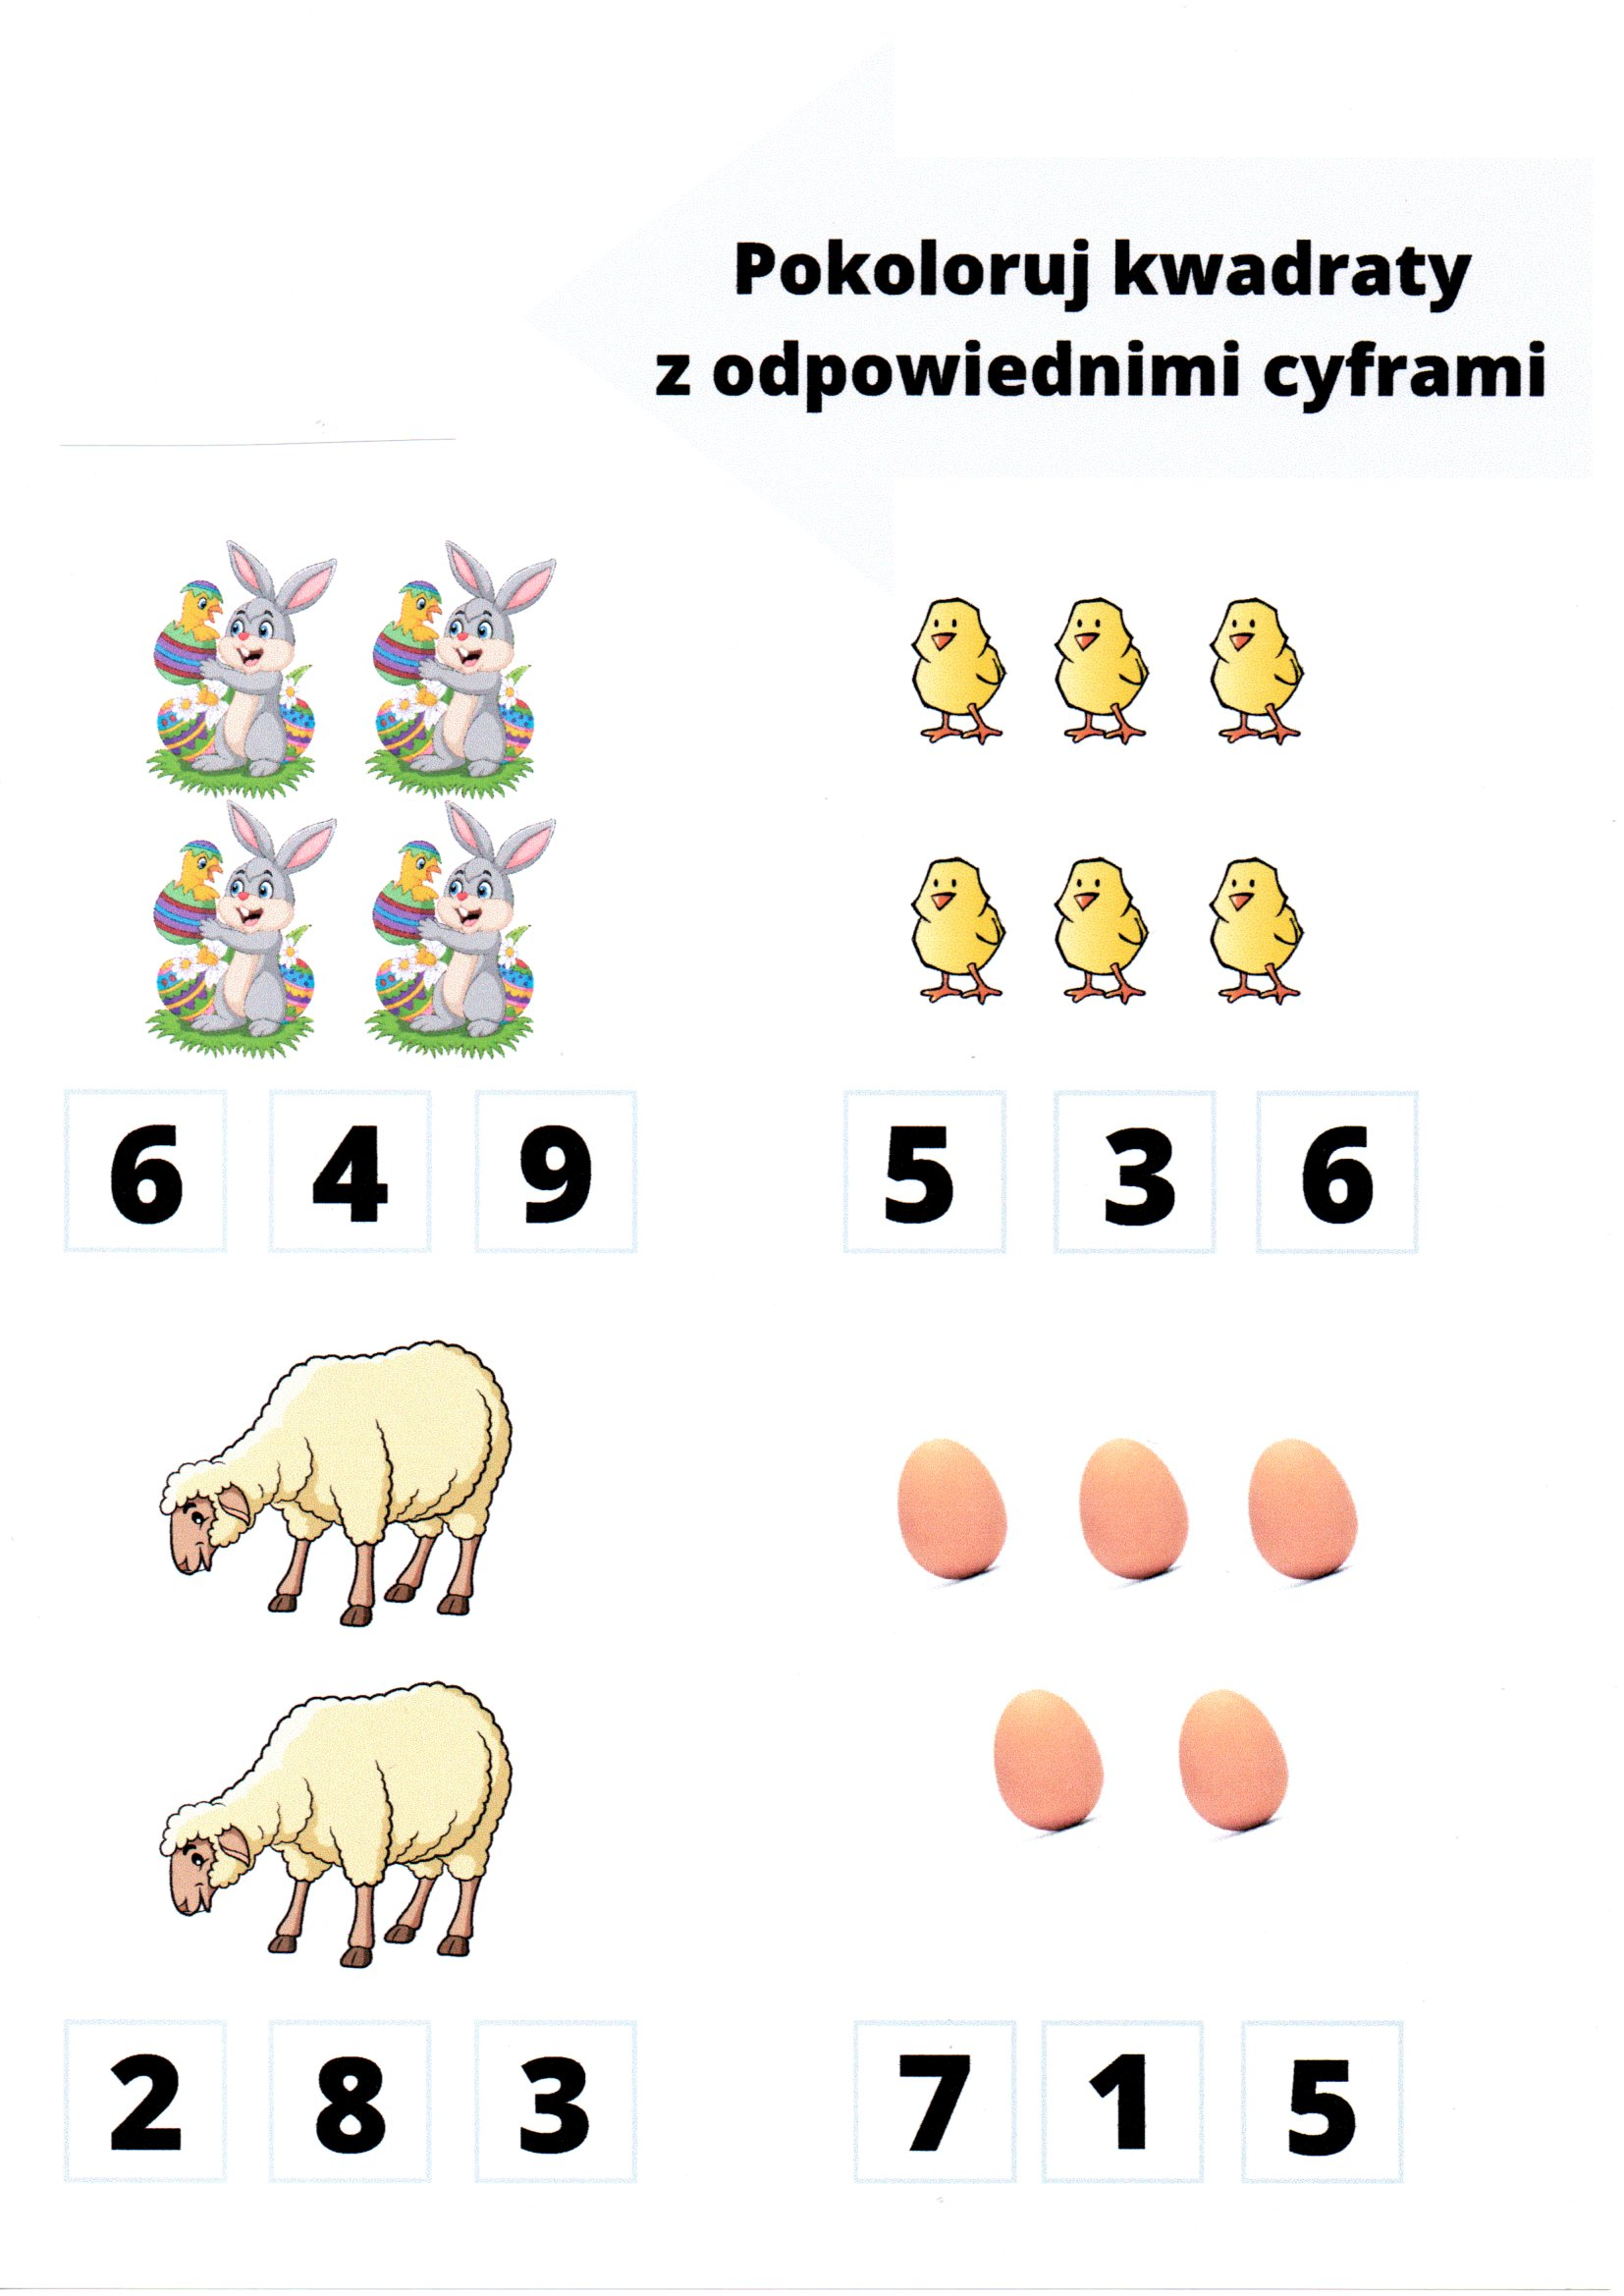 Pokoloruj kwadraty
z odpowiednimi cyframi
6 4 9
5 3 6
2 8 3
7 1 5